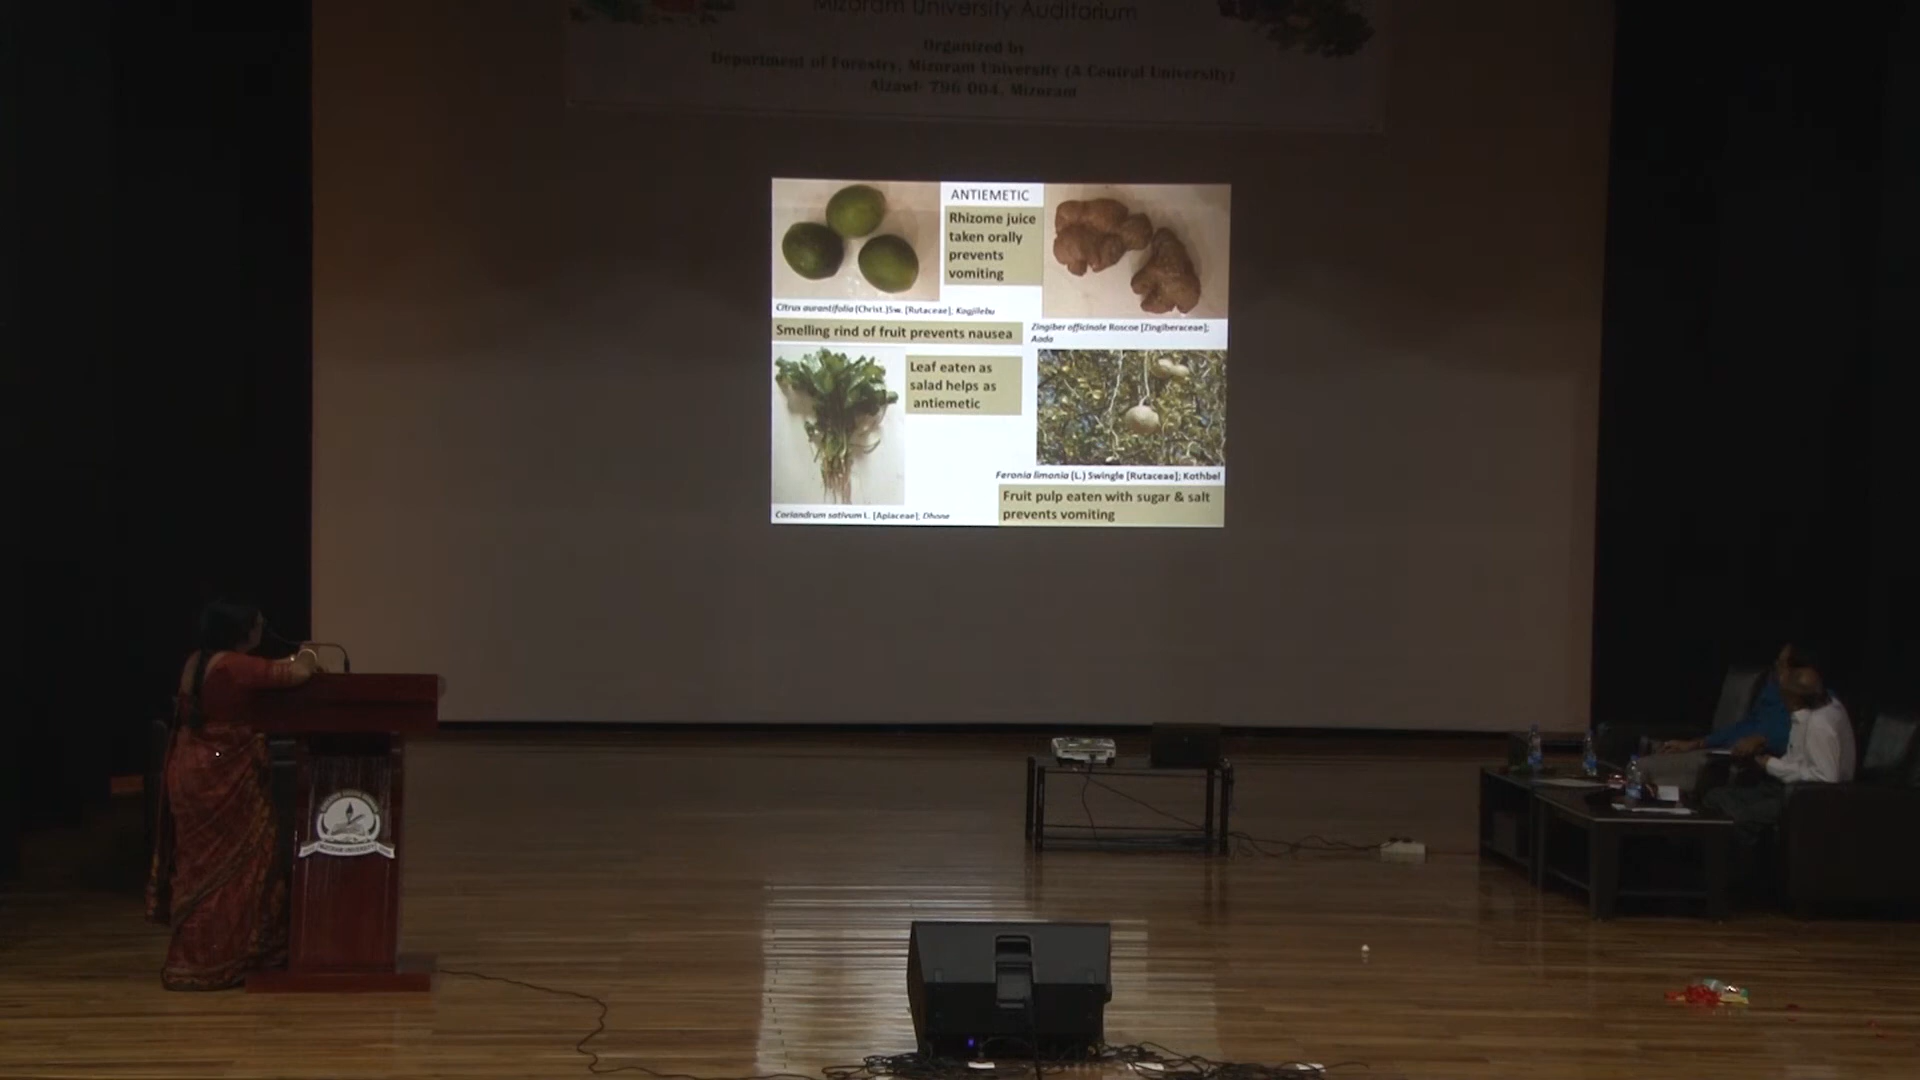 Mizoram University Auditorium
Organized by
Department of Forestry, Mizoram University (A Central University)
Aizawl- 796 004, Mizoram
ANTIEMETIC
Rhizome juice
taken orally
prevents
vomiting
Citrus aurantifolia (Christ.)Sw. [Rutaceae]; Kagjilebu
Smelling rind of fruit prevents nausea
Zingiber officinale Roscoe [Zingiberaceae];
Aada
Leaf eaten as
salad helps as
antiemetic
Feronia limonia (L.) Swingle [Rutaceae]; Kothbel
Fruit pulp eaten with sugar & salt
prevents vomiting
Coriandrum sativum L. [Apiaceae]; Dhone
MIZORAM UNIVERSITY